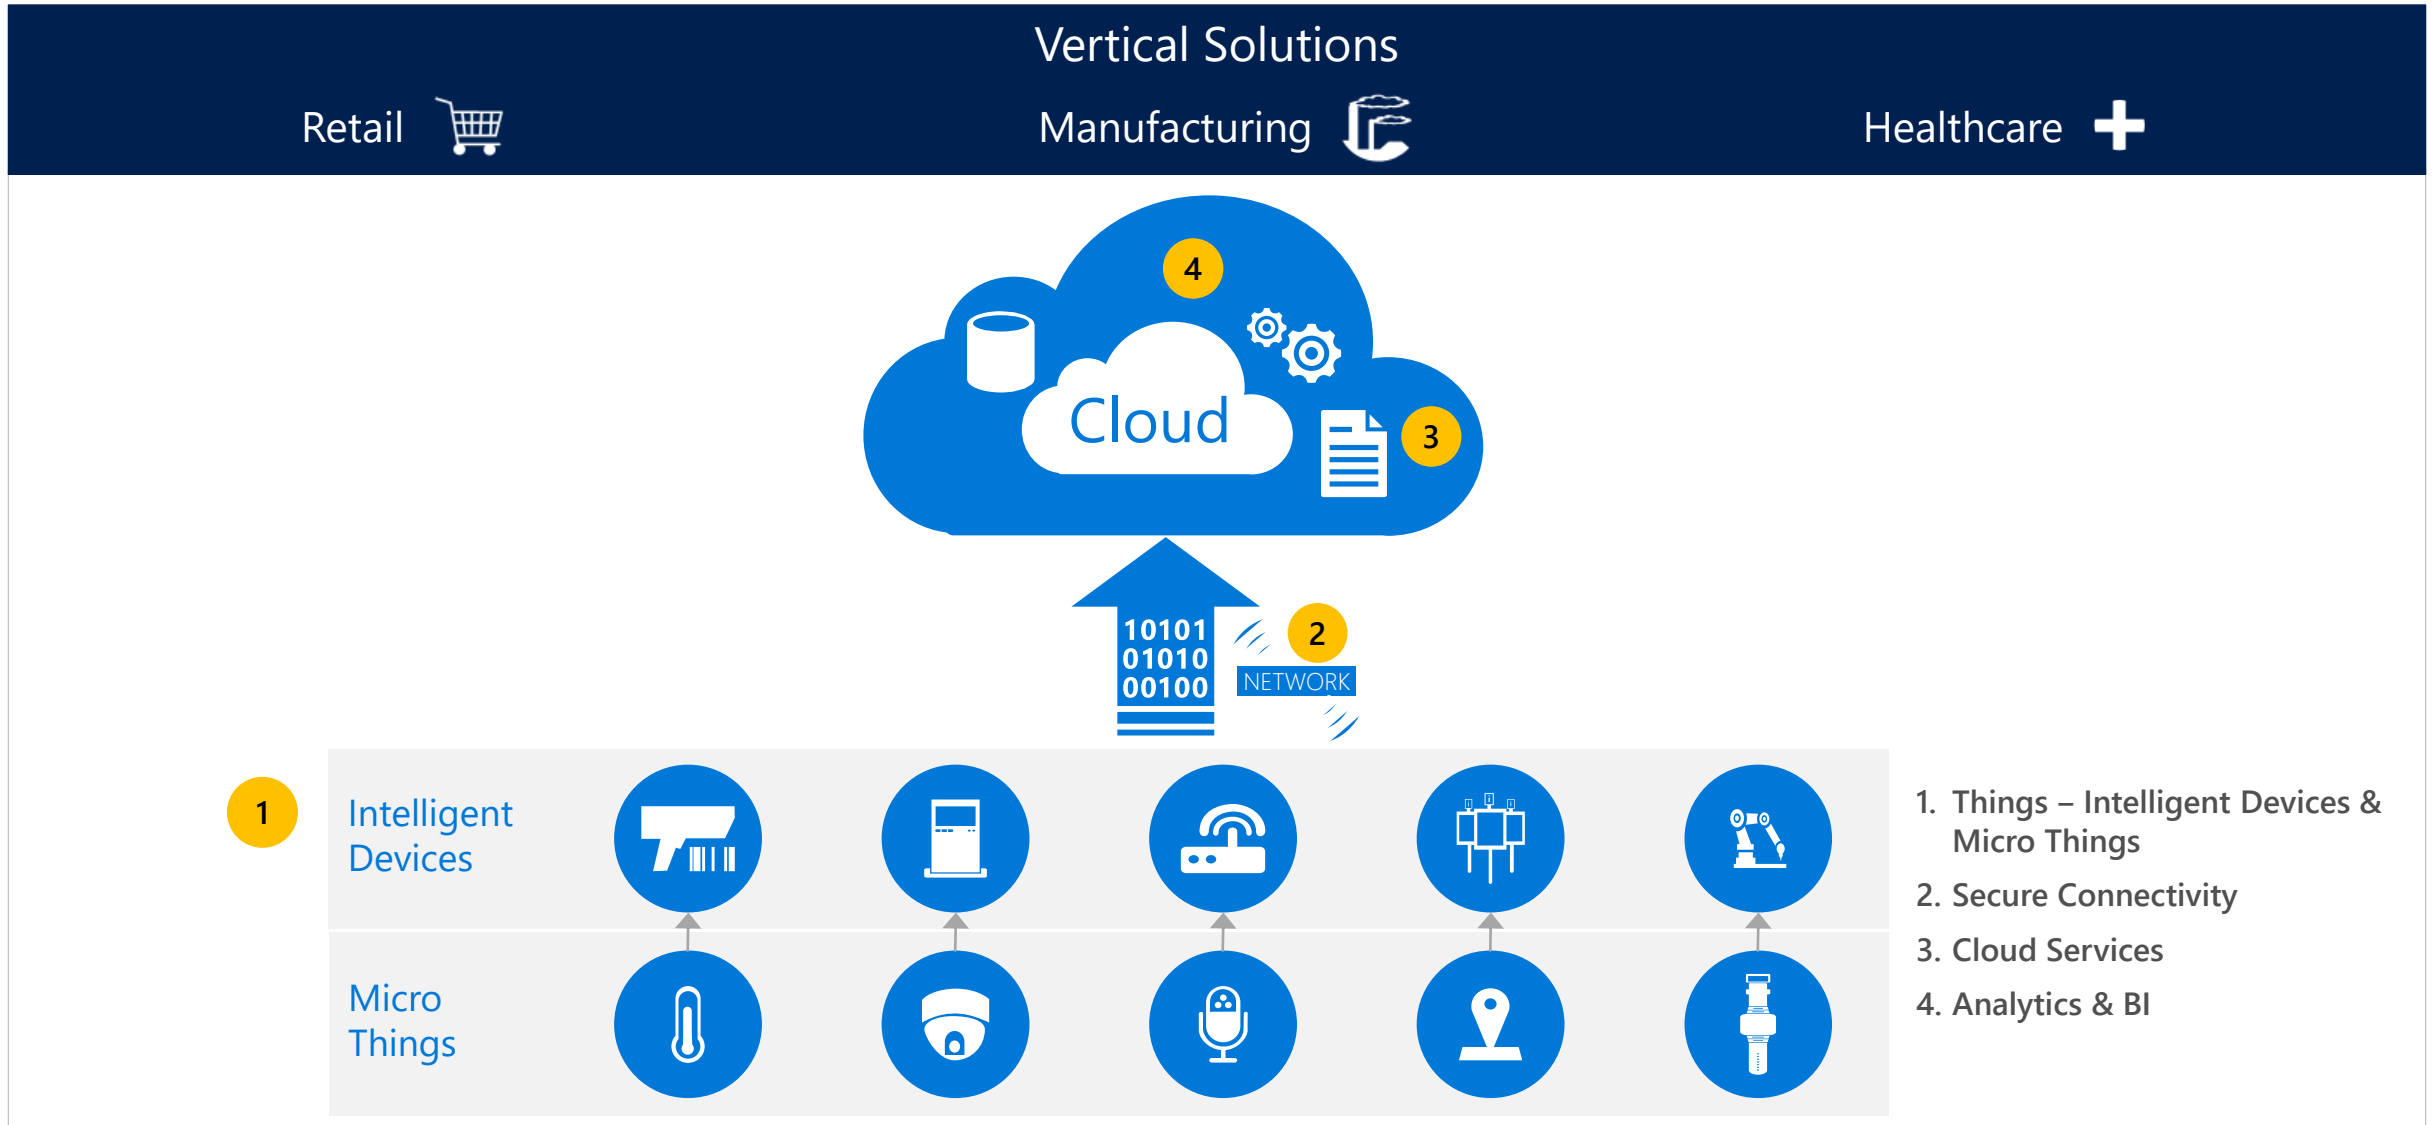 Vertical Solutions
Retail
Manufacturing
Healthcare
4
Cloud
3
10101
01010
00100
2
NETWORK
1
Intelligent
Devices
Micro
Things
1. Things – Intelligent Devices &
Micro Things
2. Secure Connectivity
3. Cloud Services
4. Analytics & BI